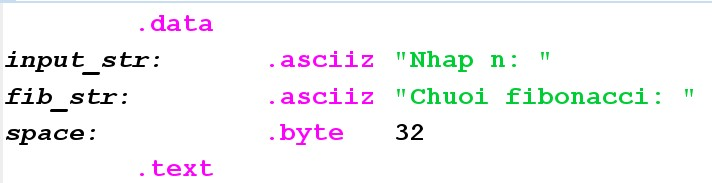 .data
input_str: .asciiz "Nhap n: "
fib_str: .asciiz "Chuoi fibonacci: "
space: .byte 32
.text